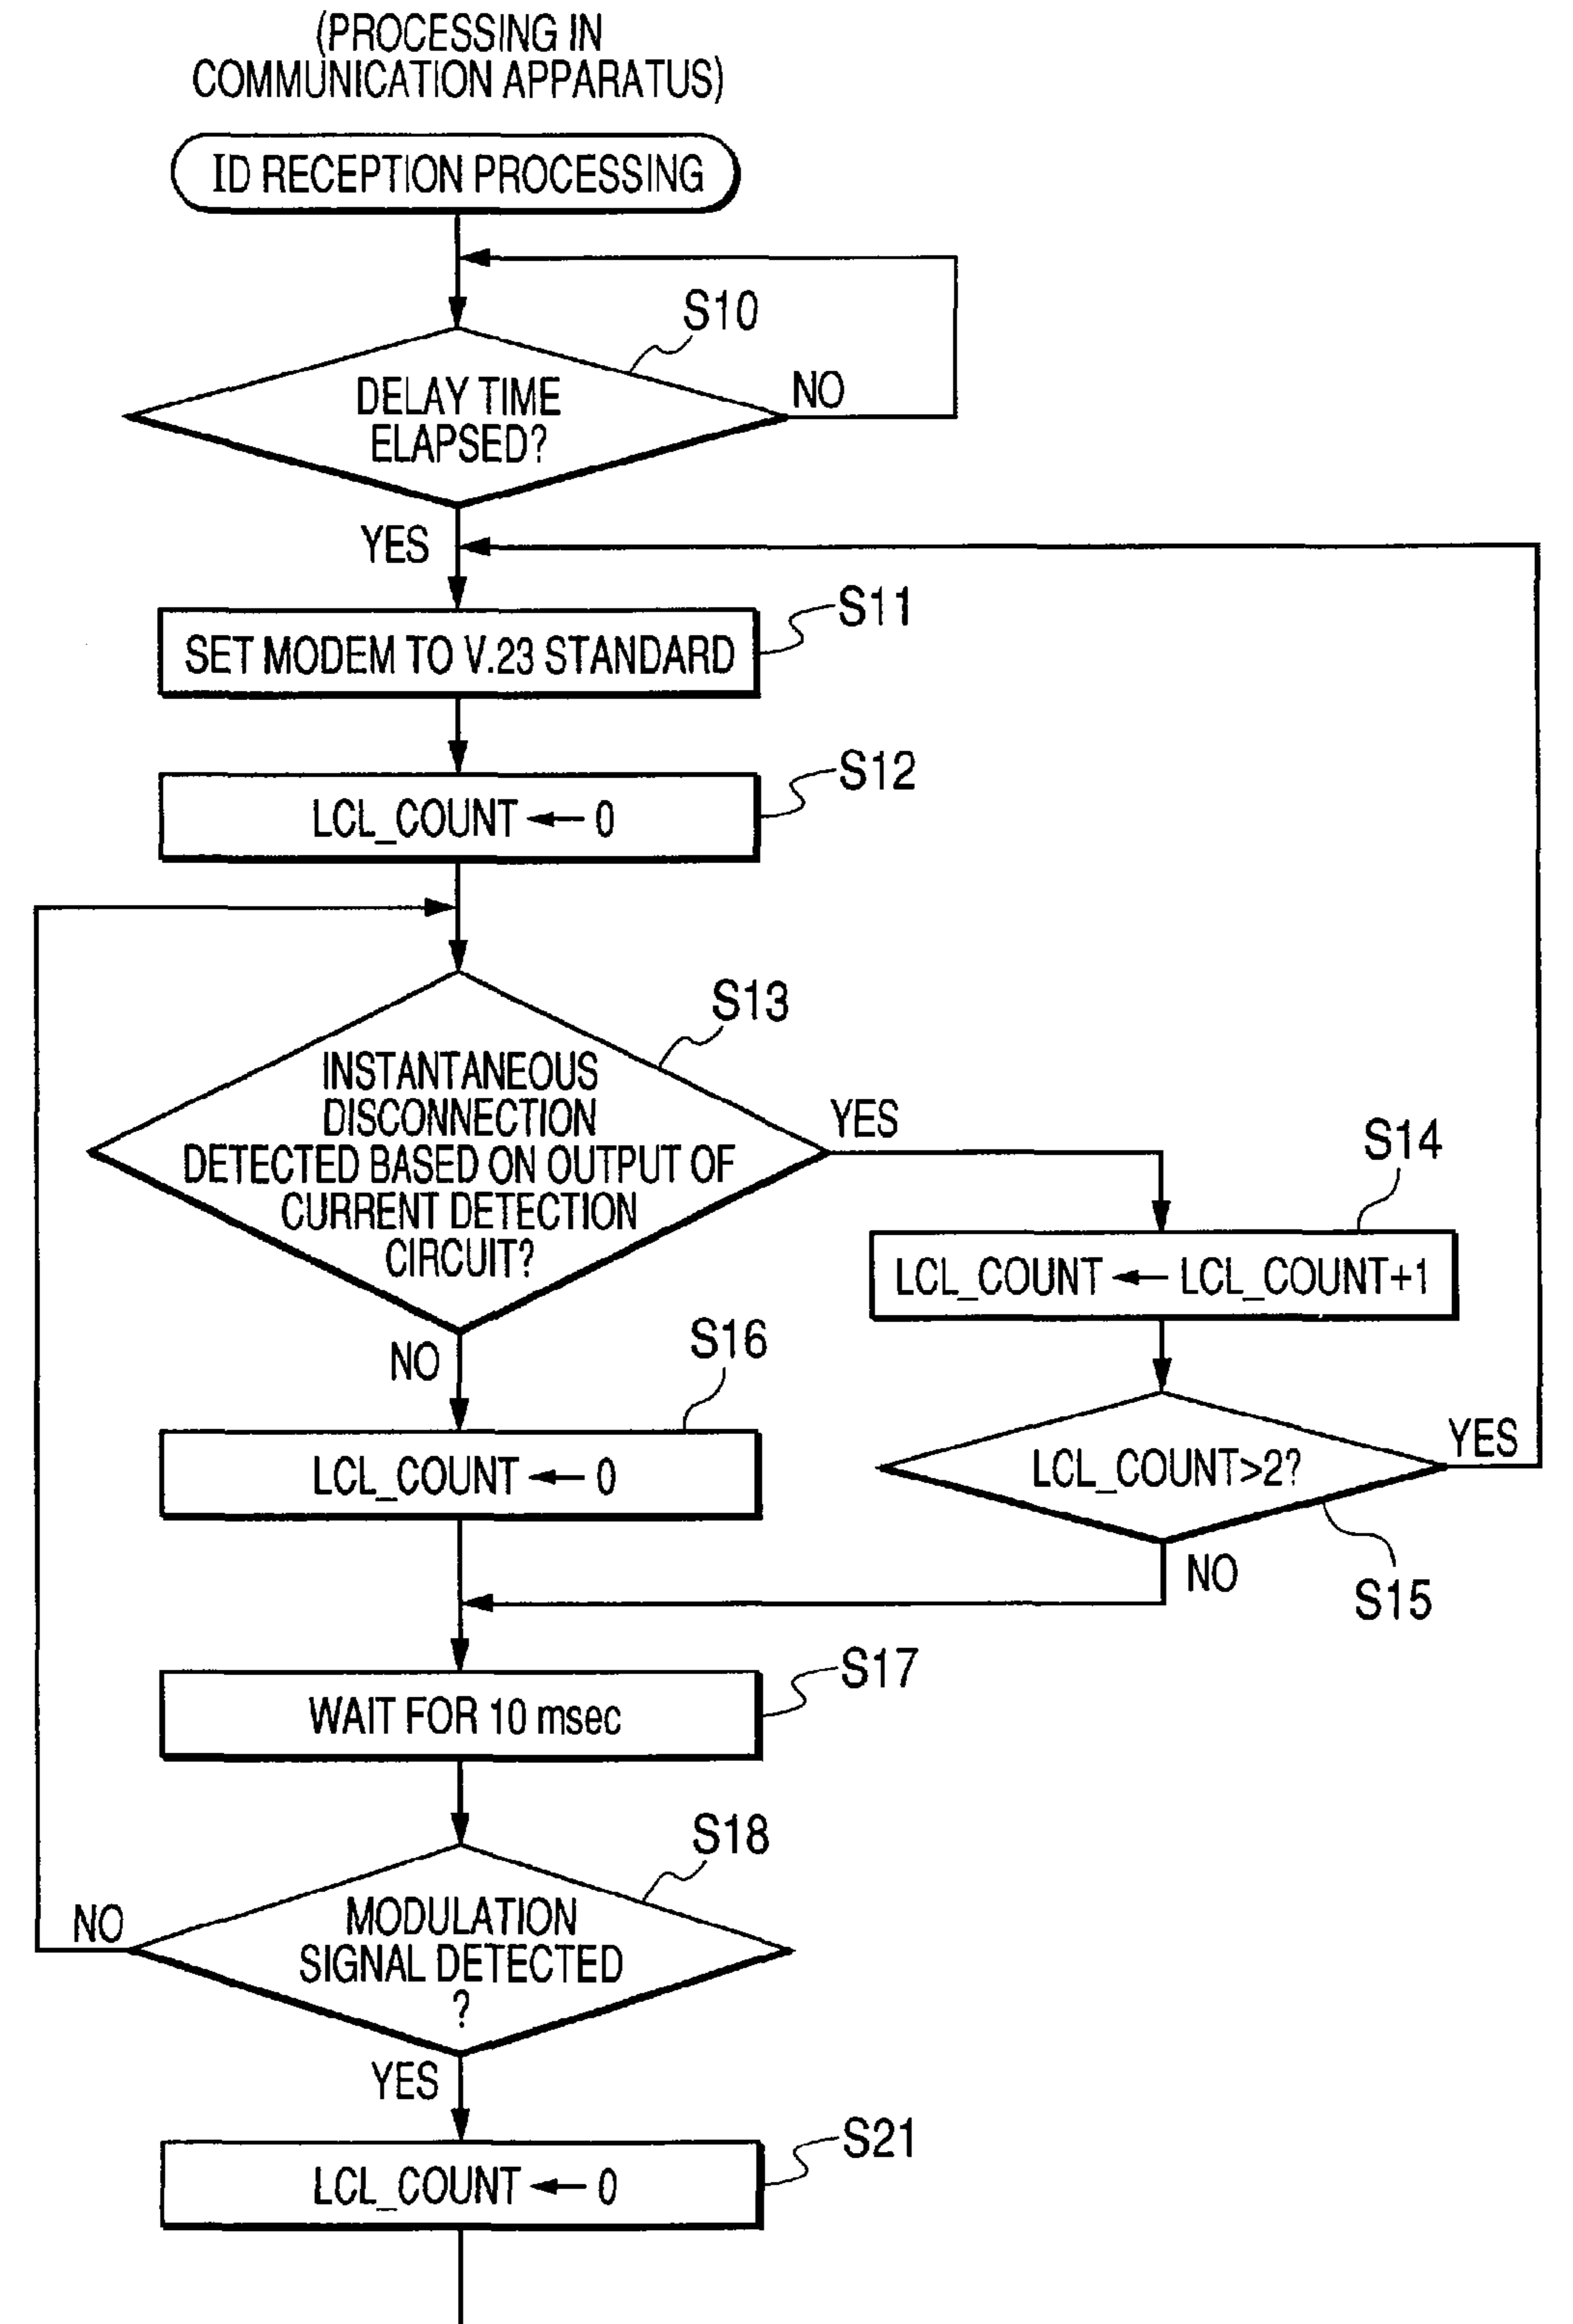 (PROCESSING IN
COMMUNICATION APPARATUS)
ID RECEPTION PROCESSING
S10
DELAY TIME
ELAPSED?
NO
YES
S11
SET MODEM TO V.23 STANDARD
S12
LCL_COUNT ← 0
S13
INSTANTANEOUS
DISCONNECTION
DETECTED BASED ON OUTPUT OF
CURRENT DETECTION
CIRCUIT?
YES
S14
LCL_COUNT ← LCL_COUNT+1
NO
S16
LCL_COUNT ← 0
LCL_COUNT>2?
YES
NO
S15
S17
WAIT FOR 10 msec
S18
MODULATION
SIGNAL DETECTED
?
NO
YES
S21
LCL_COUNT ← 0